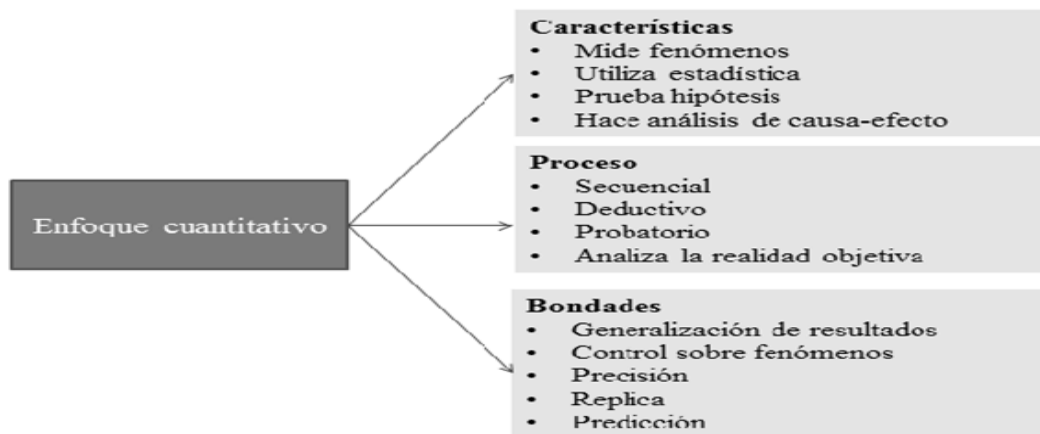 Enfoque cuantitativo
Características
• Mide fenómenos
• Utiliza estadística
• Prueba hipótesis
• Hace análisis de causa-efecto
Proceso
• Secuencial
• Deductivo
• Probatorio
• Analiza la realidad objetiva
Bondades
• Generalización de resultados
• Control sobre fenómenos
• Precisión
• Replica
• Predicción